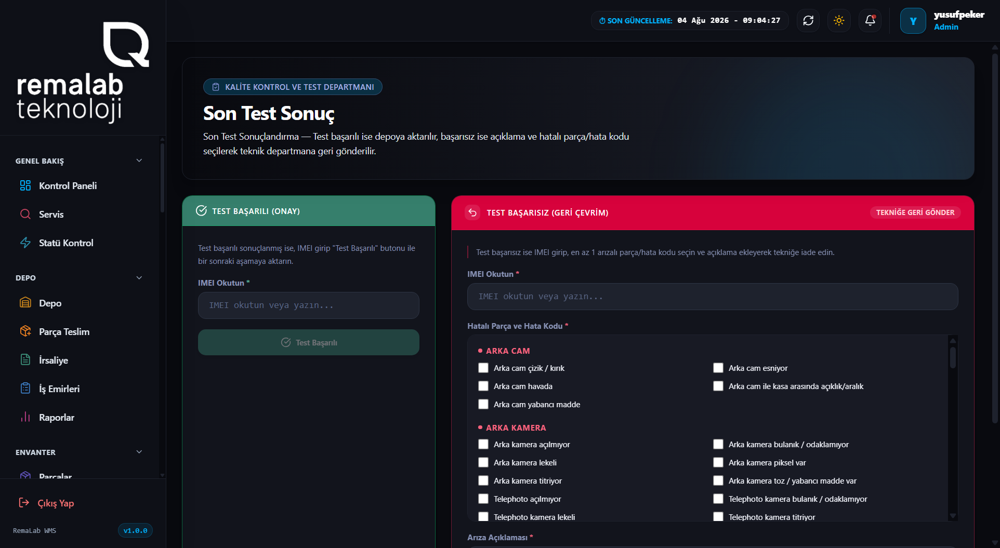 remalab
teknoloji
GENEL BAKIŞ
Kontrol Paneli
Servis
Statü Kontrol
DEPO
Depo
Parça Teslim
İrsaliye
İş Emirleri
Raporlar
ENVANTER
Parçalar
Çıkış Yap
RemaLab WMS
v1.0.0
SON GÜNCELLEME: 04 Ağu 2026 - 09:04:27
Y
yusufpeker
Admin
KALİTE KONTROL VE TEST DEPARTMANI
Son Test Sonuç
Son Test Sonuçlandırma — Test başarılı ise depoya aktarılır, başarısız ise açıklama ve hatalı parça/hata kodu
seçilerek teknik departmana geri gönderilir.
TEST BAŞARILI (ONAY)
Test başarılı sonuçlanmış ise, IMEI girip "Test Başarılı" butonu ile
bir sonraki aşamaya aktarın.
IMEI Okutun *
IMEI okutun veya yazın...
Test Başarılı
TEST BAŞARISIZ (GERİ ÇEVRİM)
TEKNİĞE GERİ GÖNDER
Test başarısız ise IMEI girip, en az 1 arızalı parça/hata kodu seçin ve açıklama ekleyerek tekniğe iade edin.
IMEI Okutun *
IMEI okutun veya yazın...
Hatalı Parça ve Hata Kodu *
ARKA CAM
Arka cam çizik / kırık
Arka cam esniyor
Arka cam havada
Arka cam ile kasa arasında açıklık/aralık
Arka cam yabancı madde
ARKA KAMERA
Arka kamera açılmıyor
Arka kamera bulanık / odaklamıyor
Arka kamera lekeli
Arka kamera piksel var
Arka kamera titriyor
Arka kamera toz / yabancı madde var
Telephoto açılmıyor
Telephoto kamera bulanık / odaklamıyor
Telephoto kamera lekeli
Telephoto kamera titriyor
Arıza Açıklaması *